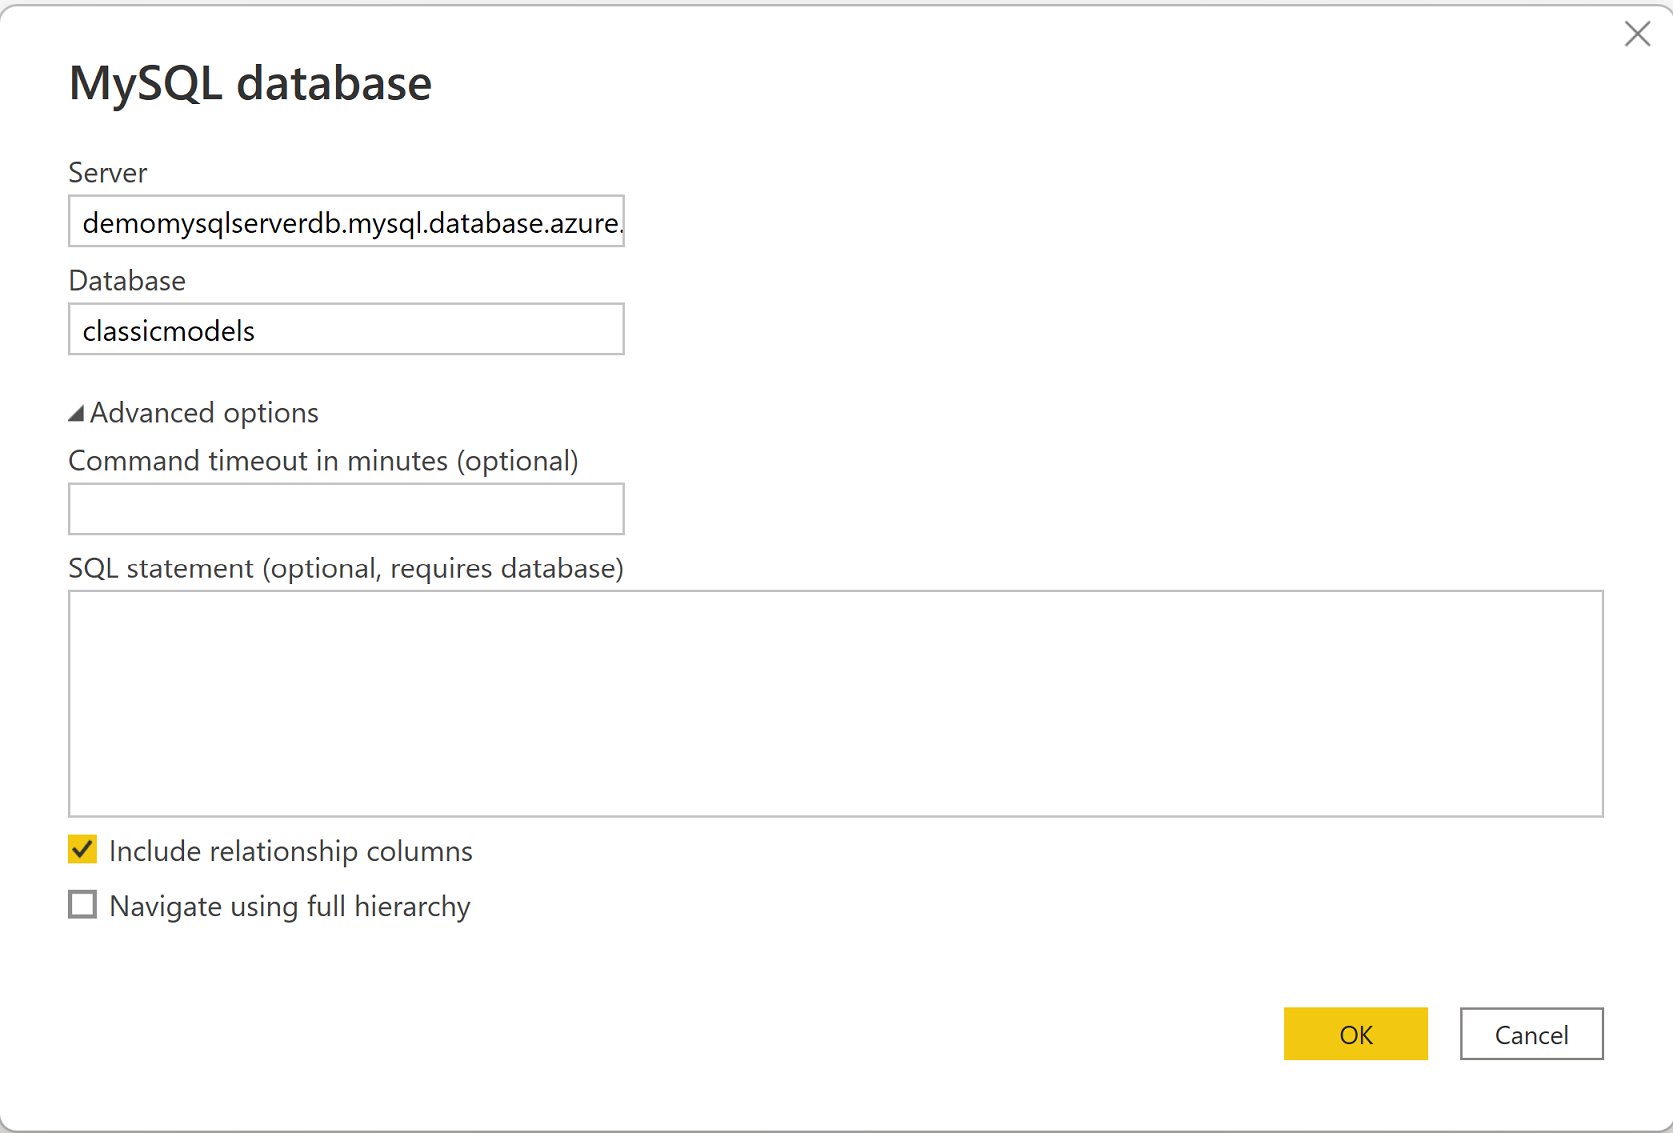 MySQL database
Server
demomysqlserverdb.mysql.database.azure.
Database
classicmodels
Advanced options
Command timeout in minutes (optional)
SQL statement (optional, requires database)
Include relationship columns
Navigate using full hierarchy
OK
Cancel